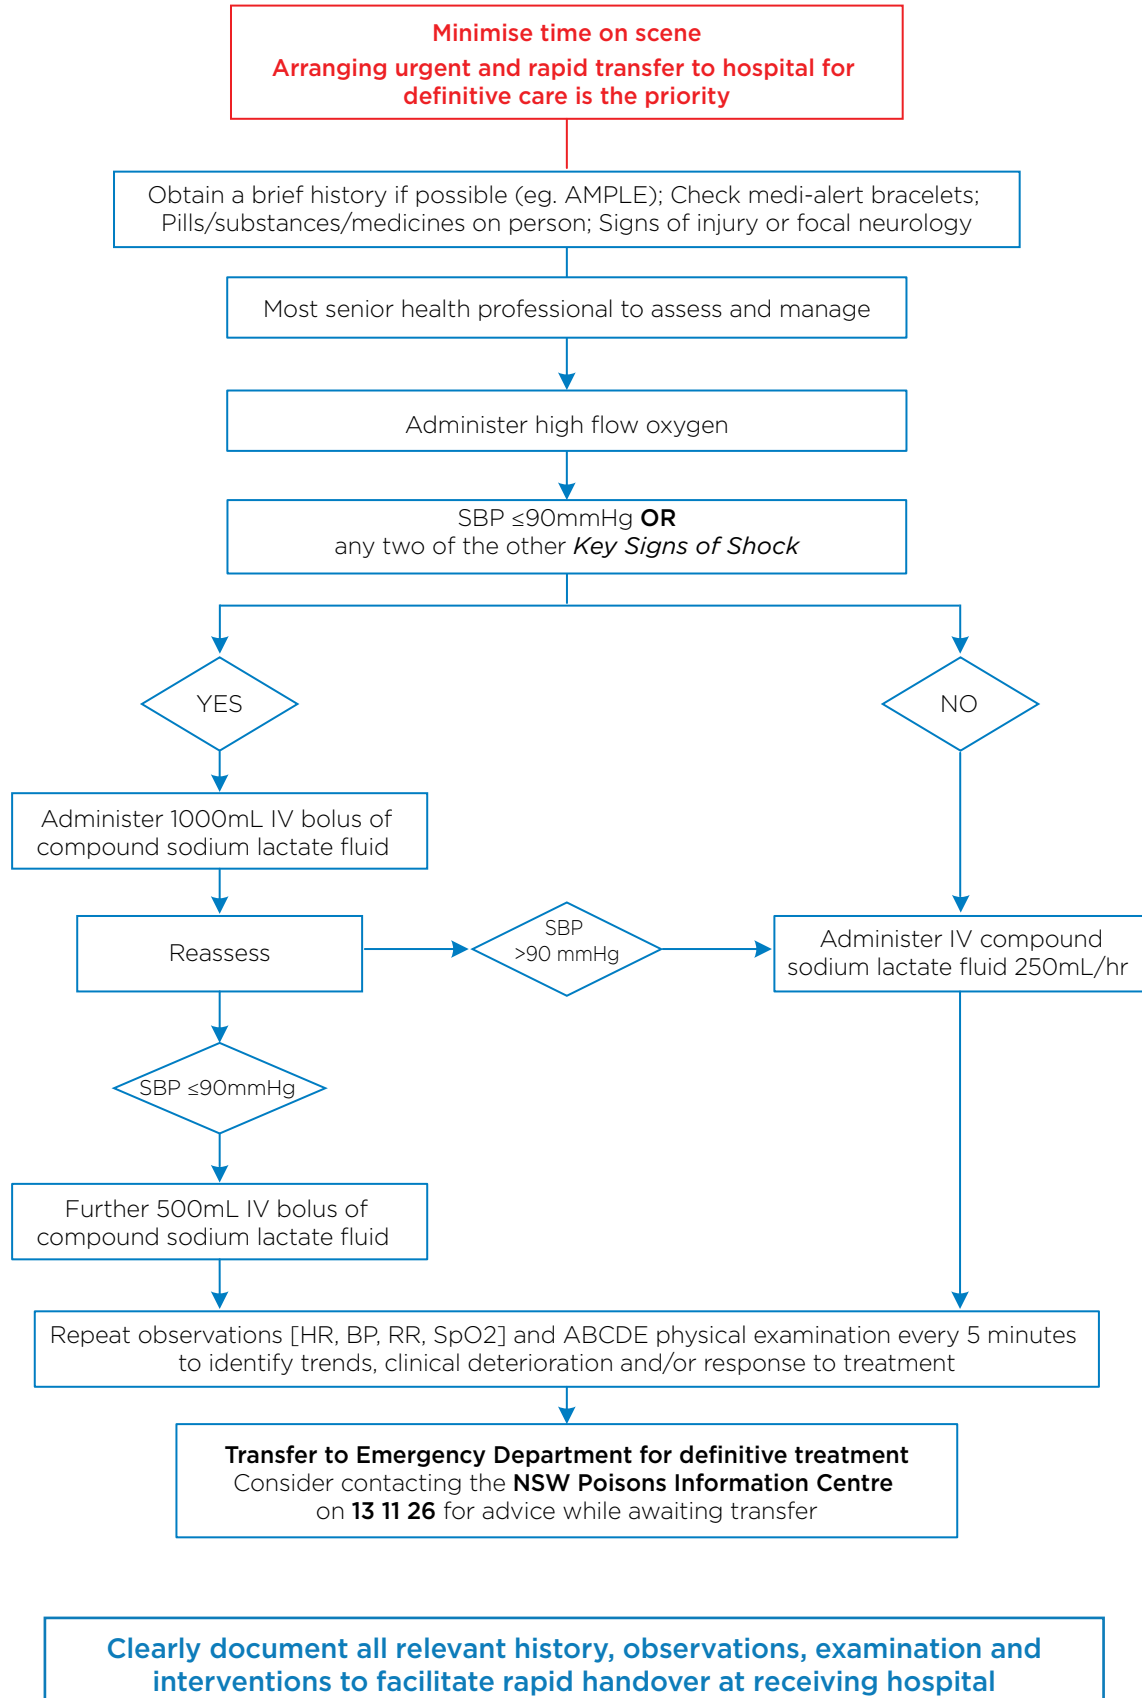 Minimise time on scene
Arranging urgent and rapid transfer to hospital for
definitive care is the priority
Obtain a brief history if possible (eg. AMPLE); Check medi-alert bracelets;
Pills/substances/medicines on person; Signs of injury or focal neurology
Most senior health professional to assess and manage
Administer high flow oxygen
SBP ≤90mmHg OR
any two of the other Key Signs of Shock
YES
NO
Administer 1000mL IV bolus of
compound sodium lactate fluid
Reassess
SBP
>90 mmHg
Administer IV compound
sodium lactate fluid 250mL/hr
SBP ≤90mmHg
Further 500mL IV bolus of
compound sodium lactate fluid
Repeat observations [HR, BP, RR, SpO2] and ABCDE physical examination every 5 minutes
to identify trends, clinical deterioration and/or response to treatment
Transfer to Emergency Department for definitive treatment
Consider contacting the NSW Poisons Information Centre
on 13 11 26 for advice while awaiting transfer
Clearly document all relevant history, observations, examination and
interventions to facilitate rapid handover at receiving hospital